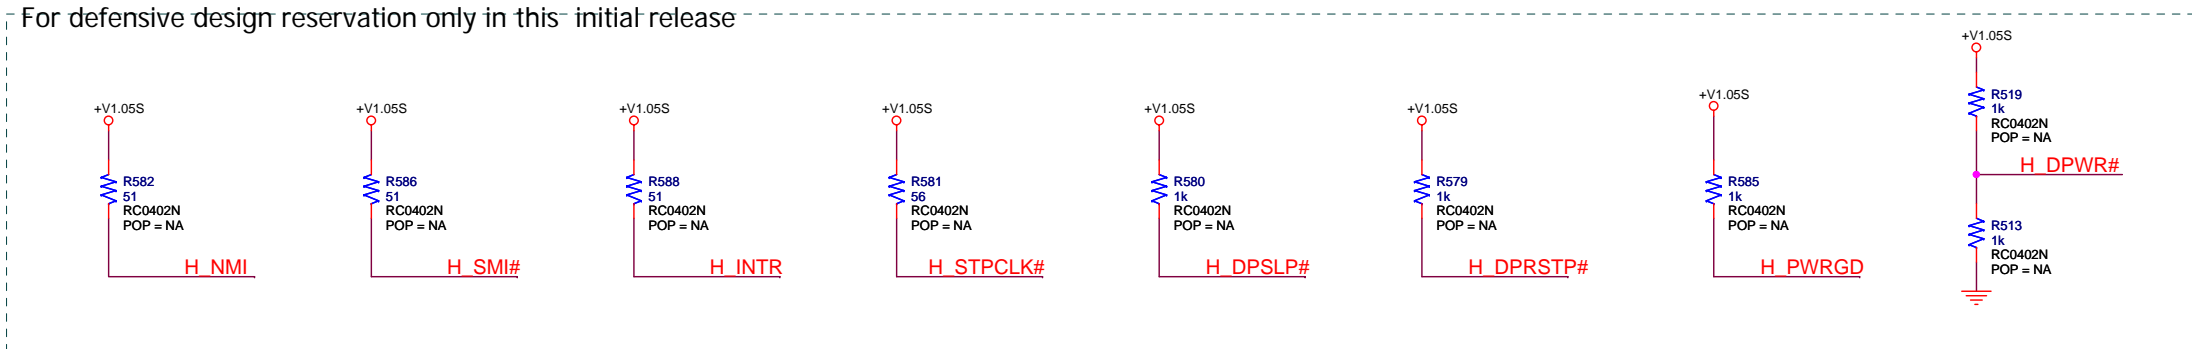 For defensive design reservation only in this  initial release
+V1.05S
R582
51
RC0402N
POP = NA
H_NMI
+V1.05S
R586
51
RC0402N
POP = NA
H_SMI#
+V1.05S
R588
51
RC0402N
POP = NA
H_INTR
+V1.05S
R581
56
RC0402N
POP = NA
H_STPCLK#
+V1.05S
R580
1k
RC0402N
POP = NA
H_DPSLP#
+V1.05S
R579
1k
RC0402N
POP = NA
H_DPRSTP#
+V1.05S
R585
1k
RC0402N
POP = NA
H_PWRGD
+V1.05S
R519
1k
RC0402N
POP = NA
H_DPWR#
R513
1k
RC0402N
POP = NA